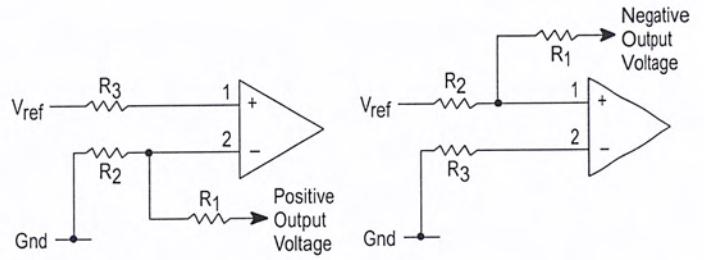 R3
1
+
Vref
2
−
R2
R1
Positive
Output
Voltage
Gnd
Negative
Output
Voltage
R1
R2
1
+
Vref
2
−
R3
Gnd